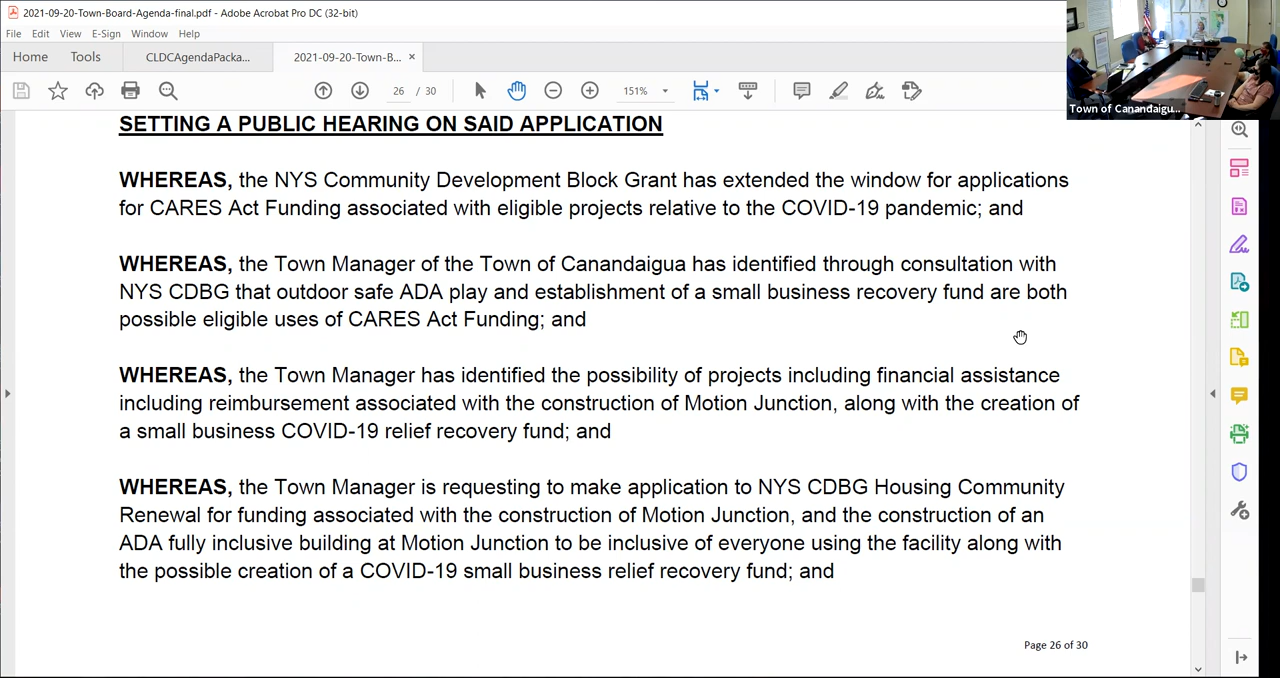 2021-09-20-Town-Board-Agenda-final.pdf - Adobe Acrobat Pro DC (32-bit)
File Edit View E-Sign Window Help
Home Tools CLDCAgendaPacka... 2021-09-20-Town-B... ×
26 / 30 151%
Town of Canandaigu...
SETTING A PUBLIC HEARING ON SAID APPLICATION
WHEREAS, the NYS Community Development Block Grant has extended the window for applications
for CARES Act Funding associated with eligible projects relative to the COVID-19 pandemic; and
WHEREAS, the Town Manager of the Town of Canandaigua has identified through consultation with
NYS CDBG that outdoor safe ADA play and establishment of a small business recovery fund are both
possible eligible uses of CARES Act Funding; and
WHEREAS, the Town Manager has identified the possibility of projects including financial assistance
including reimbursement associated with the construction of Motion Junction, along with the creation of
a small business COVID-19 relief recovery fund; and
WHEREAS, the Town Manager is requesting to make application to NYS CDBG Housing Community
Renewal for funding associated with the construction of Motion Junction, and the construction of an
ADA fully inclusive building at Motion Junction to be inclusive of everyone using the facility along with
the possible creation of a COVID-19 small business relief recovery fund; and
Page 26 of 30